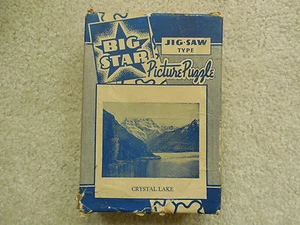 BIG
STAR
JIG-SAW
TYPE
Picture Puzzle
CRYSTAL LAKE